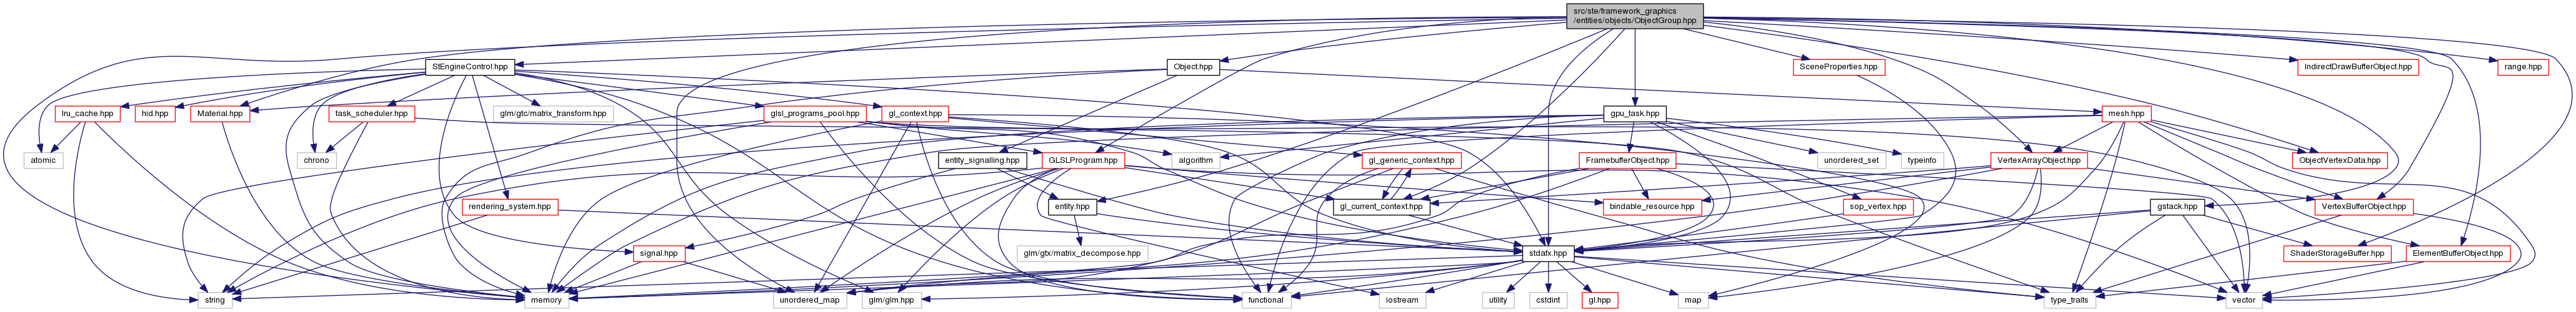 src/ste/framework_graphics
/entities/objects/ObjectGroup.hpp
StEngineControl.hpp
Object.hpp
SceneProperties.hpp
IndirectDrawBufferObject.hpp
range.hpp
lru_cache.hpp
hid.hpp
Material.hpp
task_scheduler.hpp
glm/gtc/matrix_transform.hpp
glsl_programs_pool.hpp
gl_context.hpp
gpu_task.hpp
mesh.hpp
atomic
chrono
entity_signalling.hpp
GLSLProgram.hpp
algorithm
gl_generic_context.hpp
FramebufferObject.hpp
unordered_set
typeinfo
VertexArrayObject.hpp
ObjectVertexData.hpp
rendering_system.hpp
entity.hpp
gl_current_context.hpp
bindable_resource.hpp
sop_vertex.hpp
gstack.hpp
VertexBufferObject.hpp
signal.hpp
glm/gtx/matrix_decompose.hpp
stdafx.hpp
ShaderStorageBuffer.hpp
ElementBufferObject.hpp
string
memory
unordered_map
glm/glm.hpp
functional
iostream
utility
cstdint
gl.hpp
map
type_traits
vector